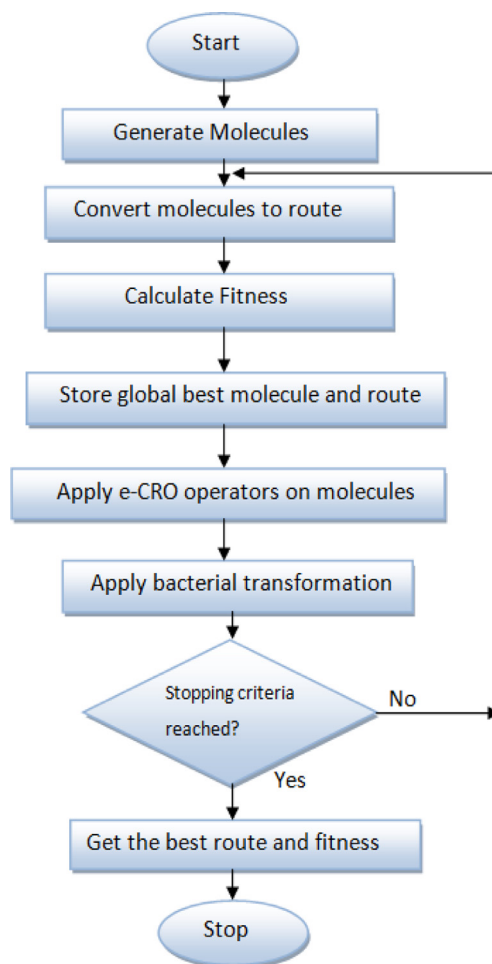 Start
Generate Molecules
Convert molecules to route
Calculate Fitness
Store global best molecule and route
Apply e-CRO operators on molecules
Apply bacterial transformation
Stopping criteria
reached?
No
Yes
Get the best route and fitness
Stop